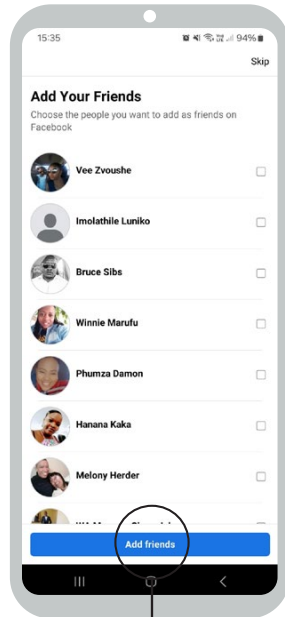 15:35
94%
Skip
Add Your Friends
Choose the people you want to add as friends on
Facebook
Vee Zvoushe
Imolathile Luniko
Bruce Sibs
Winnie Marufu
Phumza Damon
Hanana Kaka
Melony Herder
Add friends